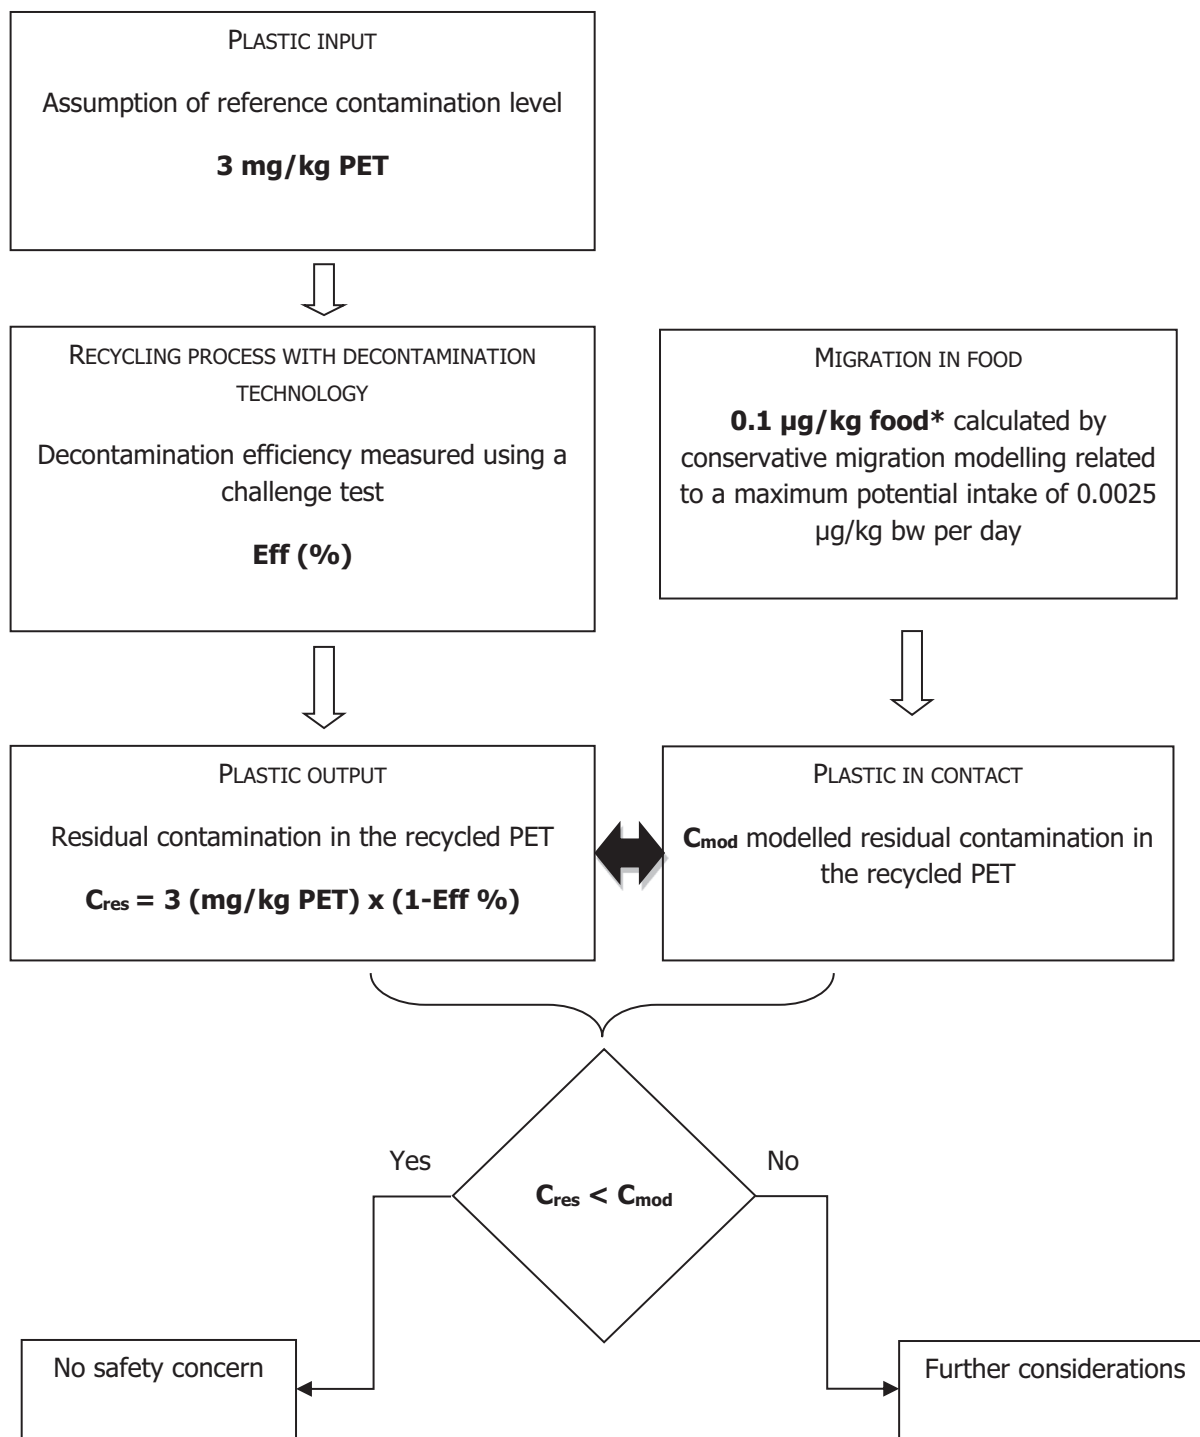 PLASTIC INPUT
Assumption of reference contamination level
3 mg/kg PET
RECYCLING PROCESS WITH DECONTAMINATION
TECHNOLOGY
Decontamination efficiency measured using a
challenge test
Eff (%)
MIGRATION IN FOOD
0.1 µg/kg food* calculated by
conservative migration modelling related
to a maximum potential intake of 0.0025
µg/kg bw per day
PLASTIC OUTPUT
Residual contamination in the recycled PET
Cres = 3 (mg/kg PET) x (1-Eff %)
PLASTIC IN CONTACT
Cmod modelled residual contamination in
the recycled PET
Yes
No
Cres < Cmod
No safety concern
Further considerations